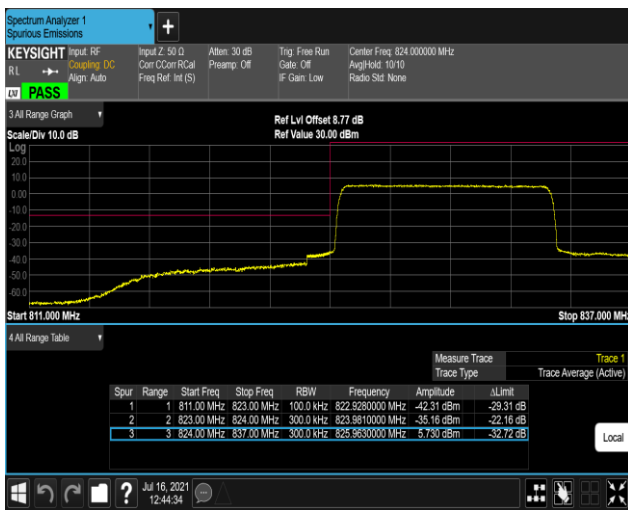 Spectrum Analyzer 1
Spurious Emissions
+
KEYSIGHT Input: RF Input Z: 50 Ω Atten: 30 dB Trig: Free Run Center Freq: 824.000000 MHz
Coupling: DC Corr CCorr RCal Preamp: Off Gate: Off Avg|Hold: 10/10
RL Align: Auto Freq Ref: Int (S) IF Gain: Low Radio Std: None
LXI PASS
3 All Range Graph
Ref Lvl Offset 8.77 dB
Scale/Div 10.0 dB Ref Value 30.00 dBm
Log
20.0
10.0
0.00
-10.0
-20.0
-30.0
-40.0
-50.0
-60.0
Start 811.000 MHz Stop 837.000 MHz
4 All Range Table
Measure Trace Trace 1
Trace Type Trace Average (Active)
Spur Range Start Freq Stop Freq RBW Frequency Amplitude ΔLimit
1 1 811.00 MHz 823.00 MHz 100.0 kHz 822.9280000 MHz -42.31 dBm -29.31 dB
2 2 823.00 MHz 824.00 MHz 300.0 kHz 823.9810000 MHz -35.16 dBm -22.16 dB
3 3 824.00 MHz 837.00 MHz 300.0 kHz 825.9630000 MHz 5.730 dBm -32.72 dB
Local
? Jul 16, 2021
12:44:34